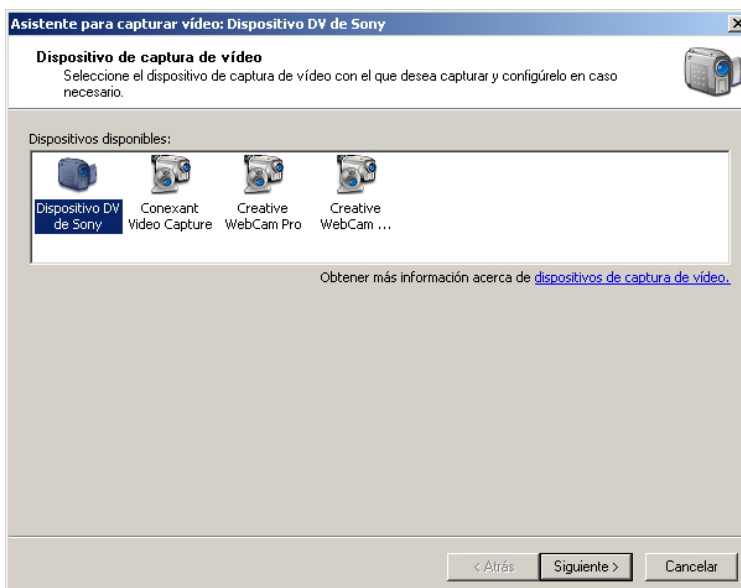 Asistente para capturar vídeo: Dispositivo DV de Sony
Dispositivo de captura de vídeo
Seleccione el dispositivo de captura de vídeo con el que desea capturar y configúrelo en caso
necesario.
Dispositivos disponibles:
Dispositivo DV
de Sony
Conexant
Video Capture
Creative
WebCam Pro
Creative
WebCam ...
Obtener más información acerca de dispositivos de captura de vídeo.
< Atrás
Siguiente >
Cancelar